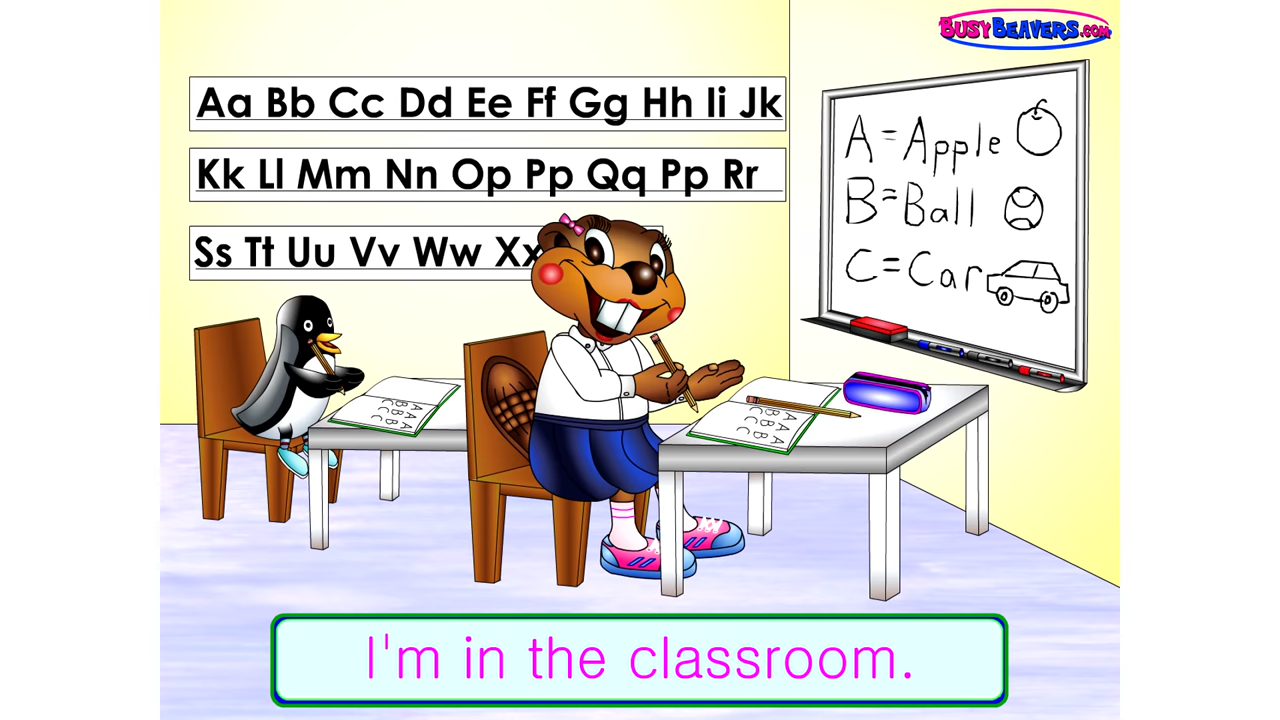 BUSYBEAVERS.COM
Aa Bb Cc Dd Ee Ff Gg Hh Ii Jk
Kk Ll Mm Nn Op Pp Qq Pp Rr
Ss Tt Uu Vv Ww Xx
A=Apple
B=Ball
C=Car
A A
B B
C C
A A
B B
C C
I'm in the classroom.